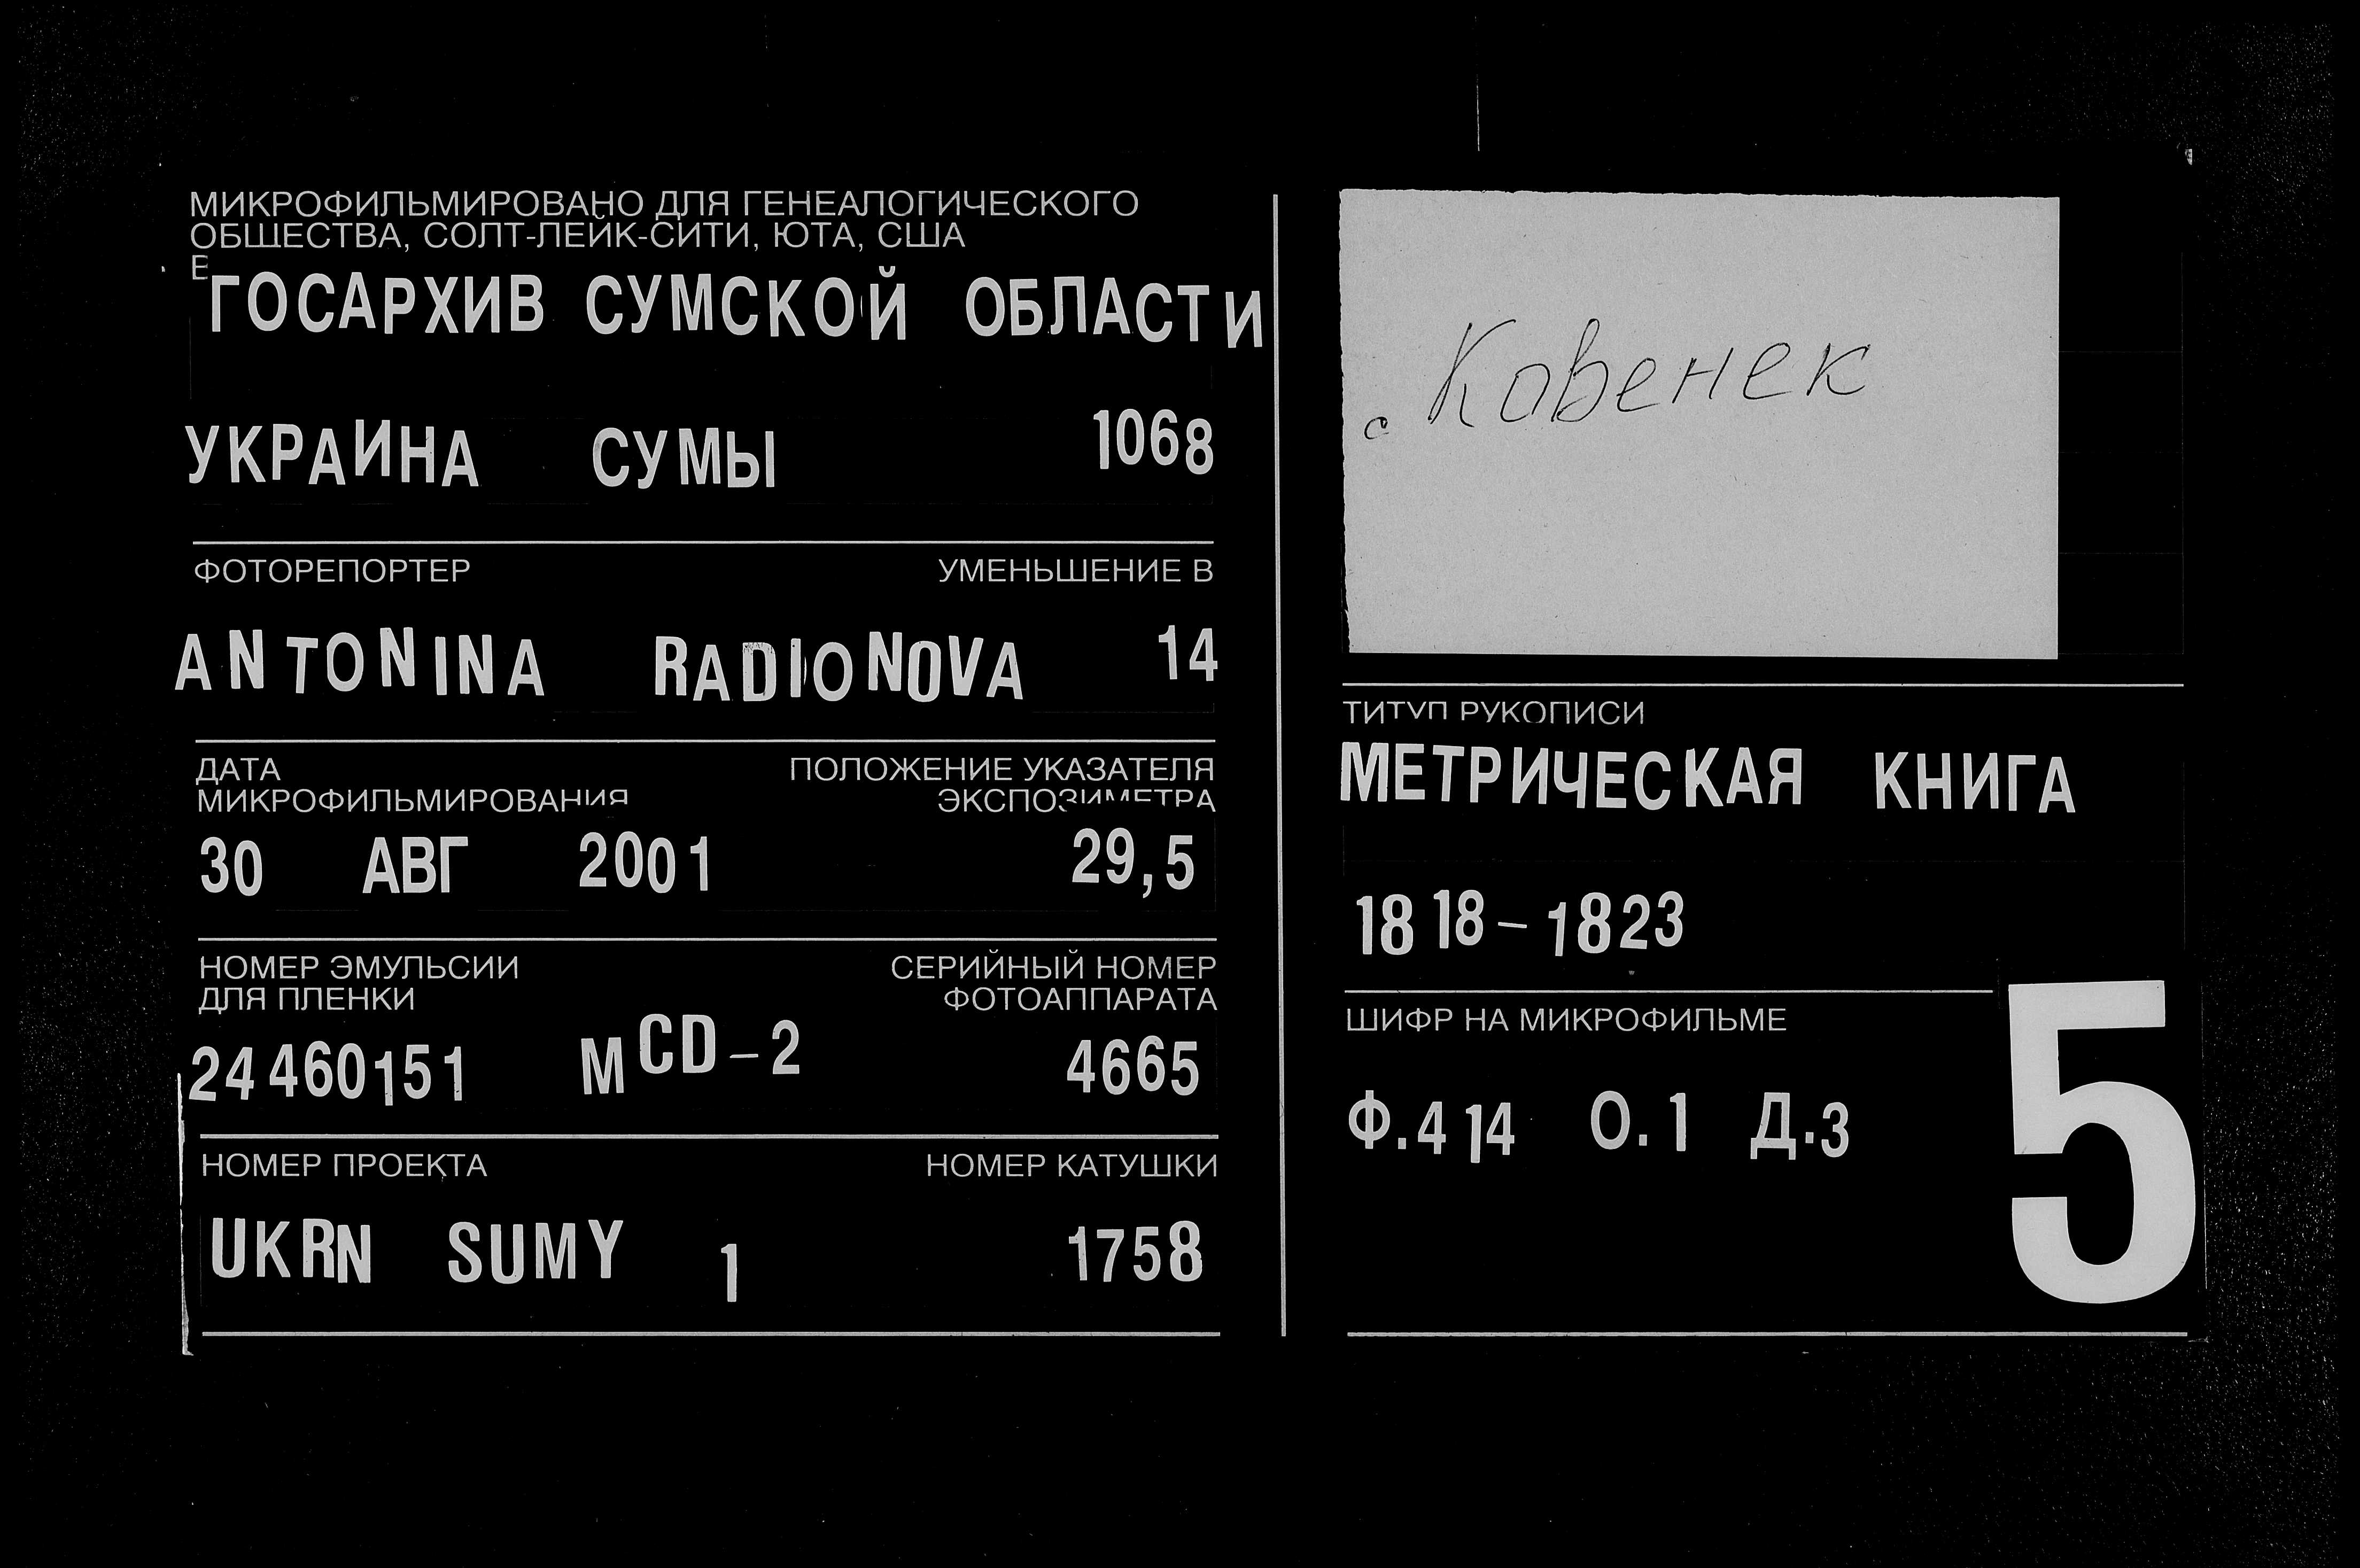 МИКРОФИЛЬМИРОВАНО ДЛЯ ГЕНЕАЛОГИЧЕСКОГО
ОБЩЕСТВА, СОЛТ-ЛЕЙК-СИТИ, ЮТА, США
Е
ГОСАРХИВ СУМСКОЙ ОБЛАСТИ
УКРАИНА СУМЫ 1068
ФОТОРЕПОРТЕР УМЕНЬШЕНИЕ В
ANTONINA RADIONOVA 14
ДАТА ПОЛОЖЕНИЕ УКАЗАТЕЛЯ
МИКРОФИЛЬМИРОВАНИЯ ЭКСПОЗИМЕТРА
30 АВГ 2001 29,5
НОМЕР ЭМУЛЬСИИ СЕРИЙНЫЙ НОМЕР
ДЛЯ ПЛЕНКИ ФОТОАППАРАТА
24460151 MCD-2 4665
НОМЕР ПРОЕКТА НОМЕР КАТУШКИ
UKRN SUMY 1 1758
с Ковенек
ТИТУЛ РУКОПИСИ
МЕТРИЧЕСКАЯ КНИГА
1818-1823
ШИФР НА МИКРОФИЛЬМЕ
Ф.414 О.1 Д.3
5